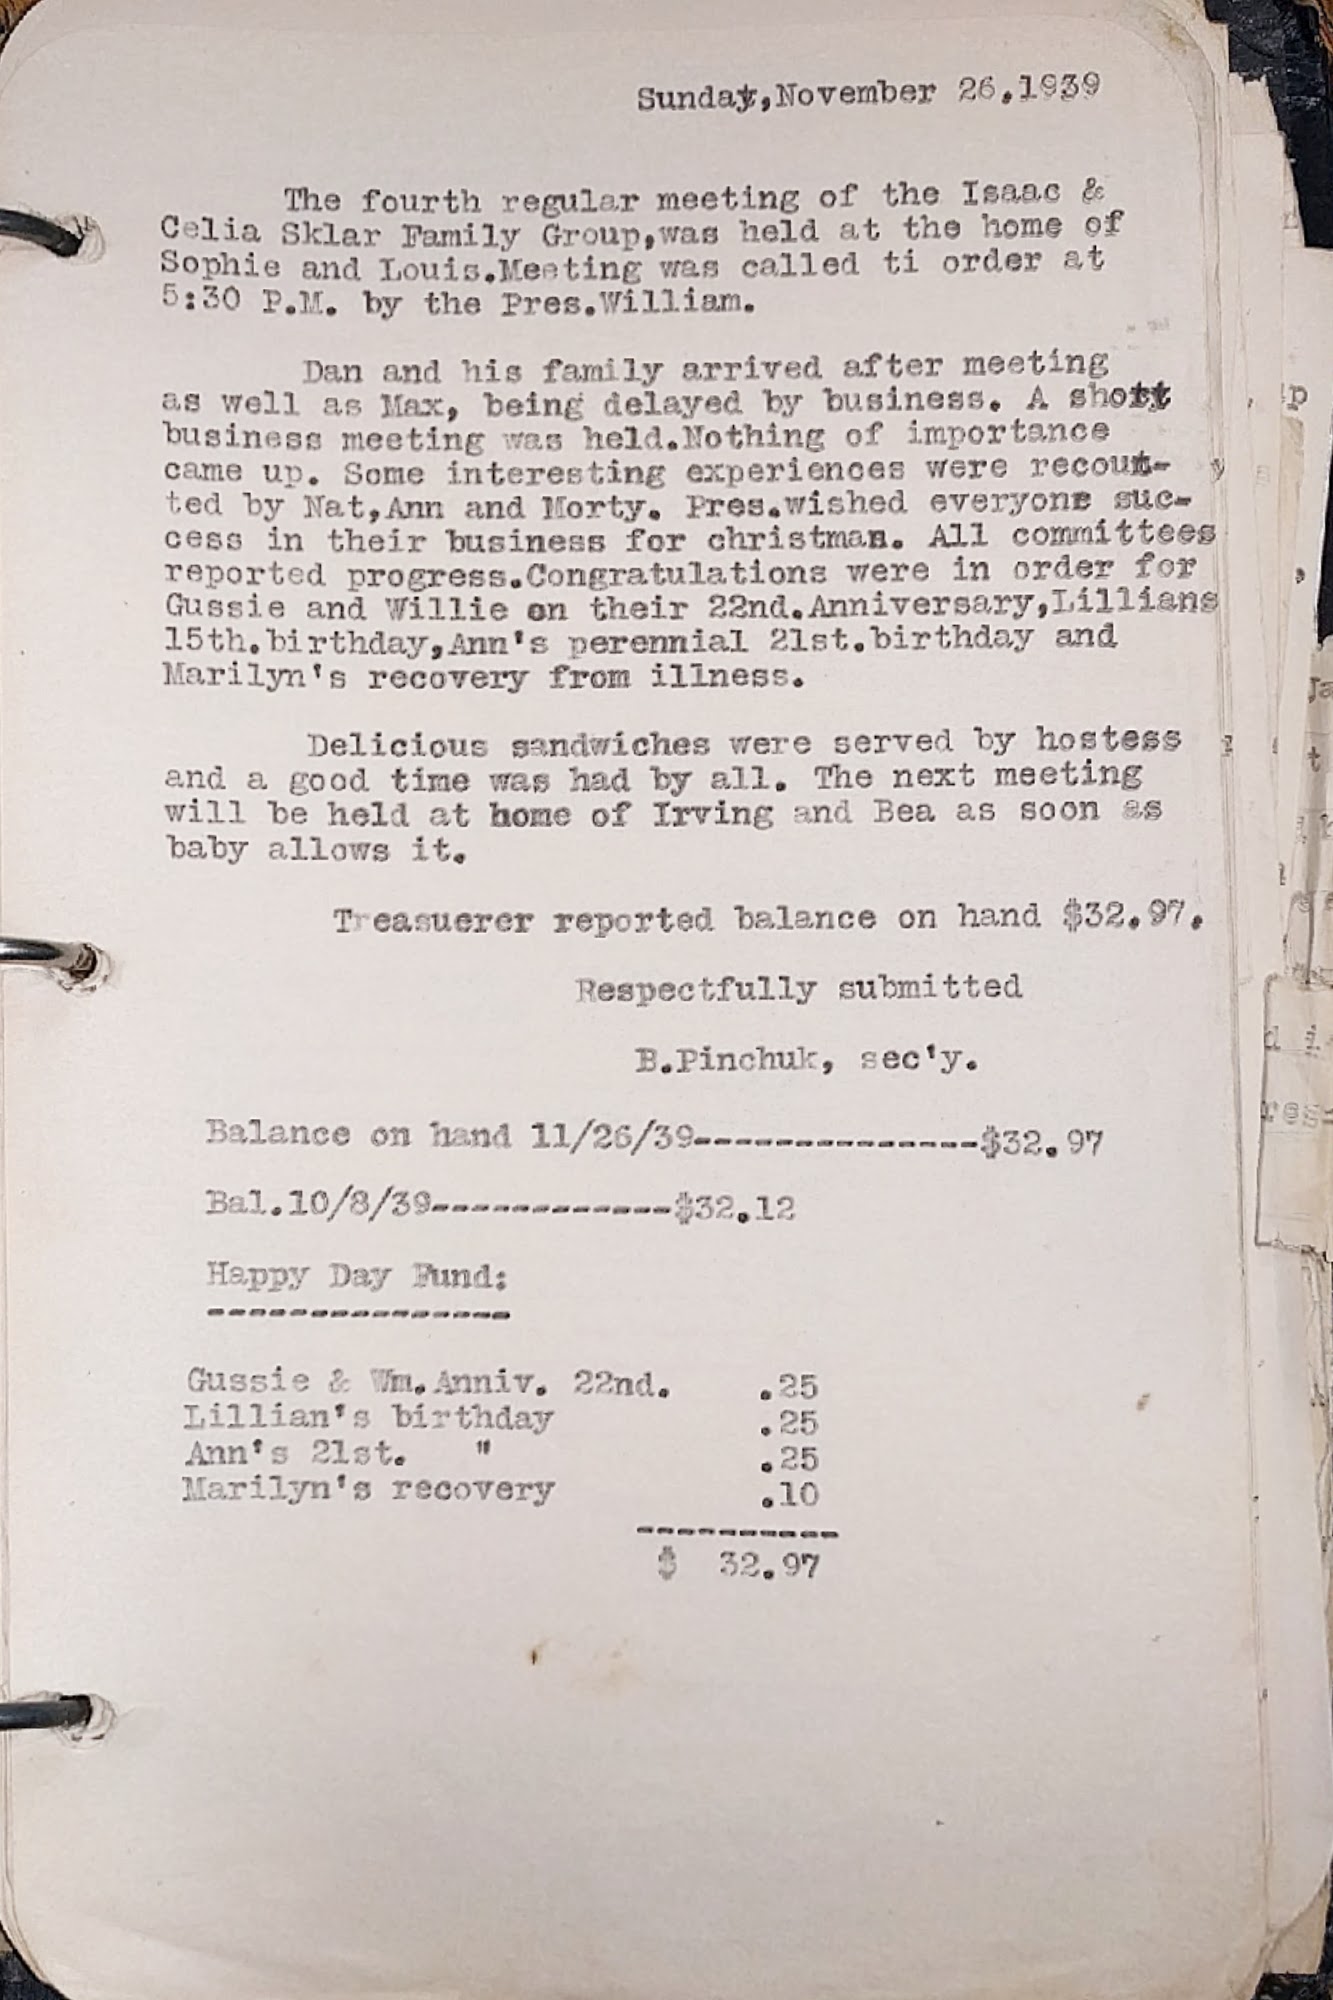 Sunday,November 26.1939
The fourth regular meeting of the Isaac &
Celia Sklar Family Group,was held at the home of
Sophie and Louis.Meeting was called ti order at
5:30 P.M. by the Pres.William.
Dan and his family arrived after meeting
as well as Max, being delayed by business. A short
business meeting was held.Nothing of importance
came up. Some interesting experiences were recoun-
ted by Nat,Ann and Morty. Pres.wished everyone suc-
cess in their business for christmas. All committees
reported progress.Congratulations were in order for
Gussie and Willie on their 22nd.Anniversary,Lillians
15th.birthday,Ann's perennial 21st.birthday and
Marilyn's recovery from illness.
Delicious sandwiches were served by hostess
and a good time was had by all. The next meeting
will be held at home of Irving and Bea as soon as
baby allows it.
Treasuerer reported balance on hand $32.97.
Respectfully submitted
B.Pinchuk, sec'y.
Balance on hand 11/26/39---------------$32.97
Bal.10/8/39-------------$32.12
Happy Day Fund:
----------------
Gussie & Wm.Anniv. 22nd. .25
Lillian's birthday .25
Ann's 21st. " .25
Marilyn's recovery .10
----------
$ 32.97